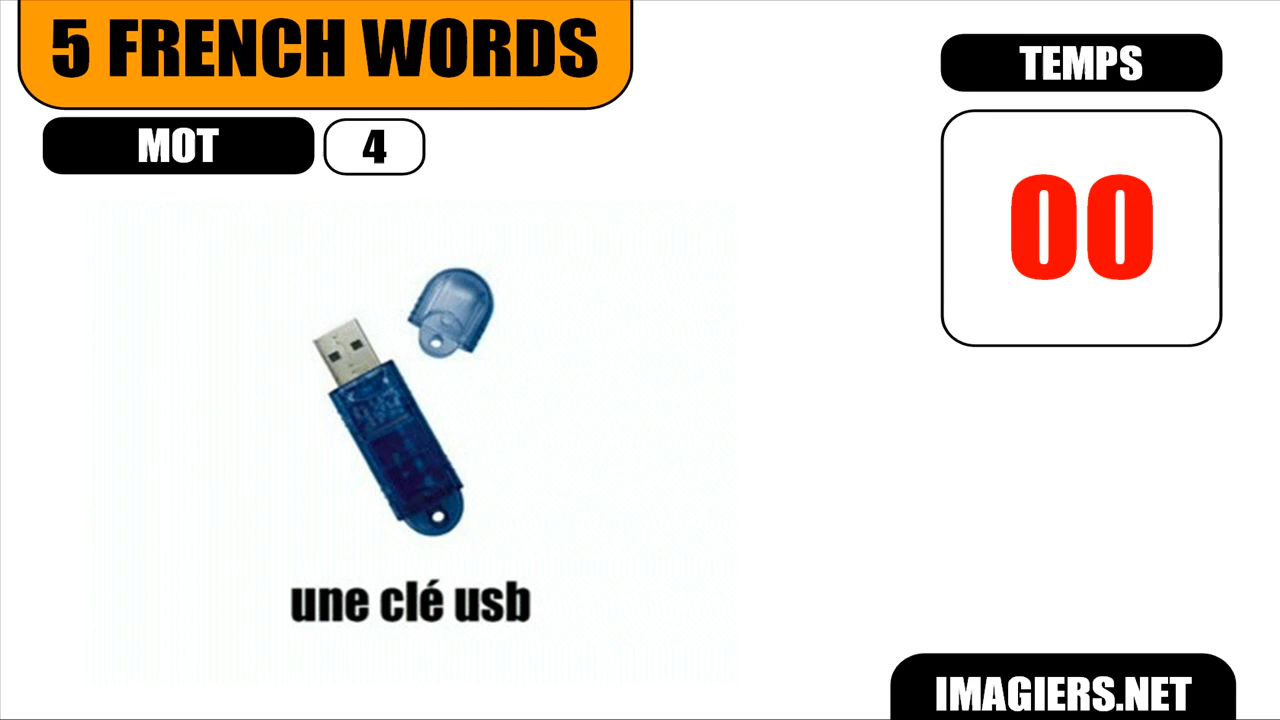 5 FRENCH WORDS
TEMPS
MOT 4
00
une clé usb
IMAGIERS.NET